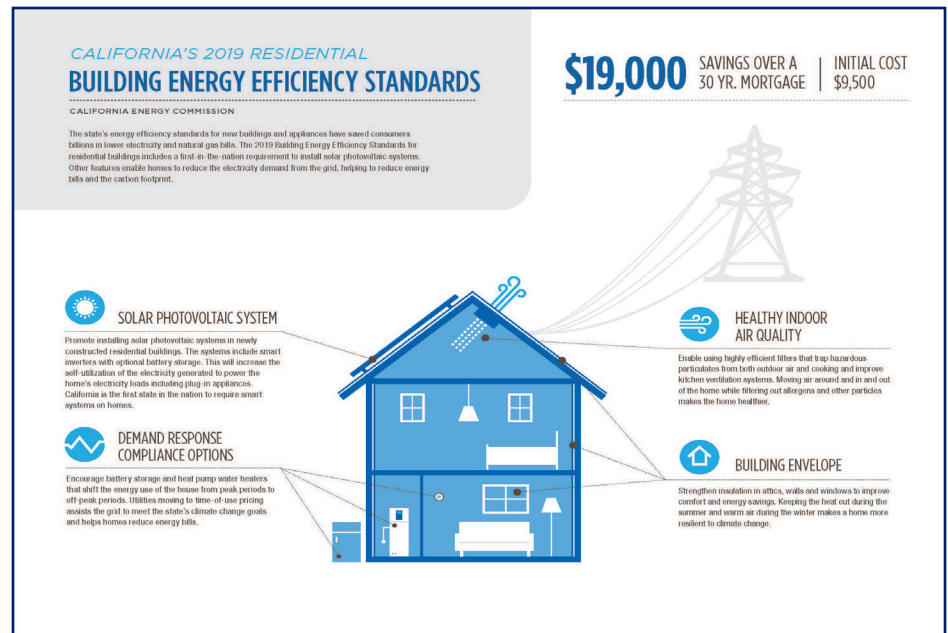 CALIFORNIA'S 2019 RESIDENTIAL
BUILDING ENERGY EFFICIENCY STANDARDS
CALIFORNIA ENERGY COMMISSION
The state's energy efficiency standards for new buildings and appliances have saved consumers
billions in lower electricity and natural gas bills. The 2019 Building Energy Efficiency Standards for
residential buildings includes a first-in-the-nation requirement to install solar photovoltaic systems.
Other features enable homes to reduce the electricity demand from the grid, helping to reduce energy
bills and the carbon footprint.
$19,000
SAVINGS OVER A
30 YR. MORTGAGE
INITIAL COST
$9,500
SOLAR PHOTOVOLTAIC SYSTEM
Promote installing solar photovoltaic systems in newly
constructed residential buildings. The systems include smart
inverters with optional battery storage. This will increase the
self-utilization of the electricity generated to power the
home's electricity loads including plug-in appliances.
California is the first state in the nation to require smart
systems on homes.
DEMAND RESPONSE
COMPLIANCE OPTIONS
Encourage battery storage and heat pump water heaters
that shift the energy use of the house from peak periods to
off-peak periods. Utilities moving to time-of-use pricing
assists the grid to meet the state's climate change goals
and helps homes reduce energy bills.
HEALTHY INDOOR
AIR QUALITY
Enable using highly efficient filters that trap hazardous
particulates from both outdoor air and cooking and improve
kitchen ventilation systems. Moving air around and in and out
of the home while filtering out allergens and other particles
makes the home healthier.
BUILDING ENVELOPE
Strengthen insulation in attics, walls and windows to improve
comfort and energy savings. Keeping the heat out during the
summer and warm air during the winter makes a home more
resilient to climate change.